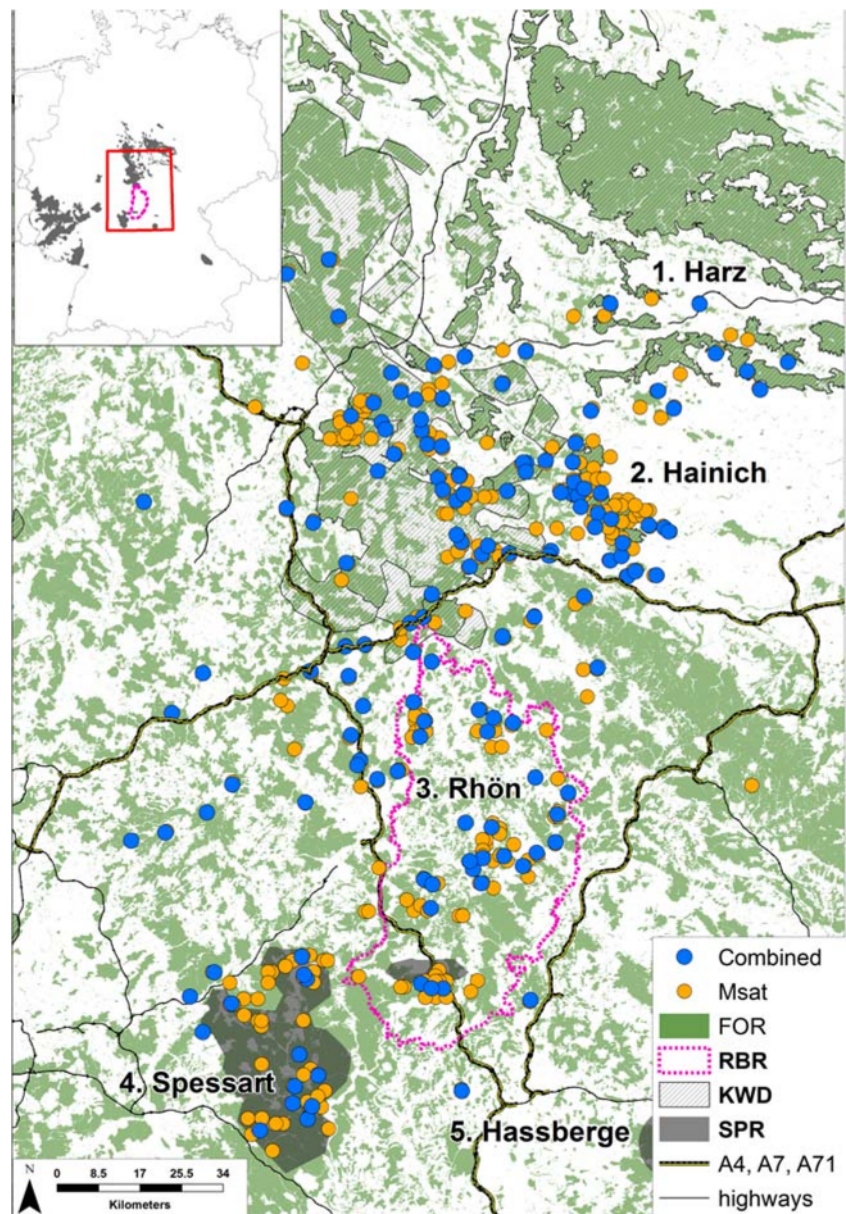 1. Harz
2. Hainich
3. Rhön
4. Spessart
5. Hassberge
Combined
Msat
FOR
RBR
KWD
SPR
A4, A7, A71
highways
N
0 8.5 17 25.5 34
Kilometers